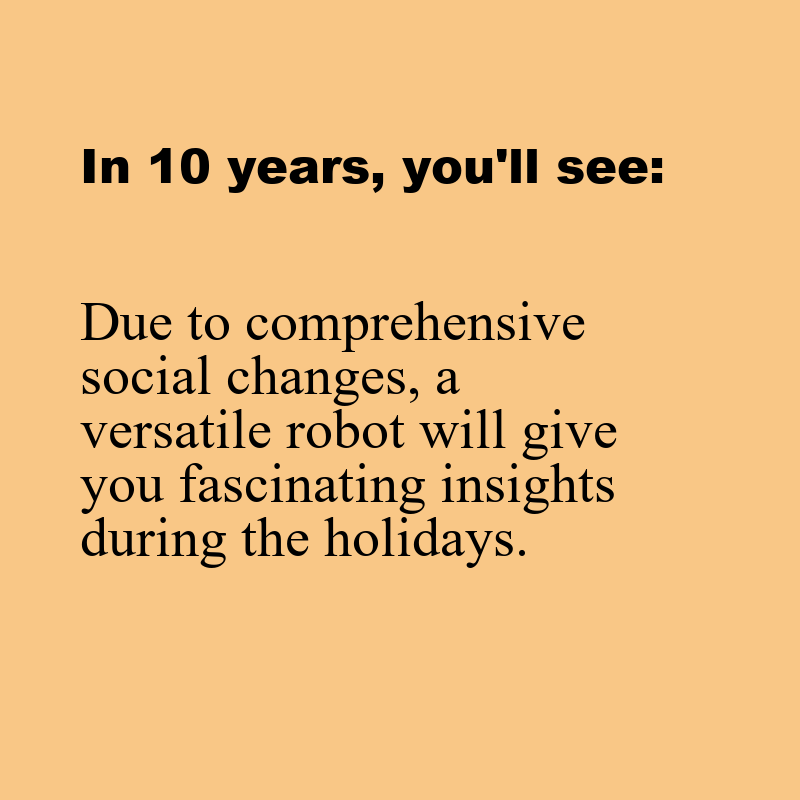 In 10 years, you'll see:
Due to comprehensive
social changes, a
versatile robot will give
you fascinating insights
during the holidays.